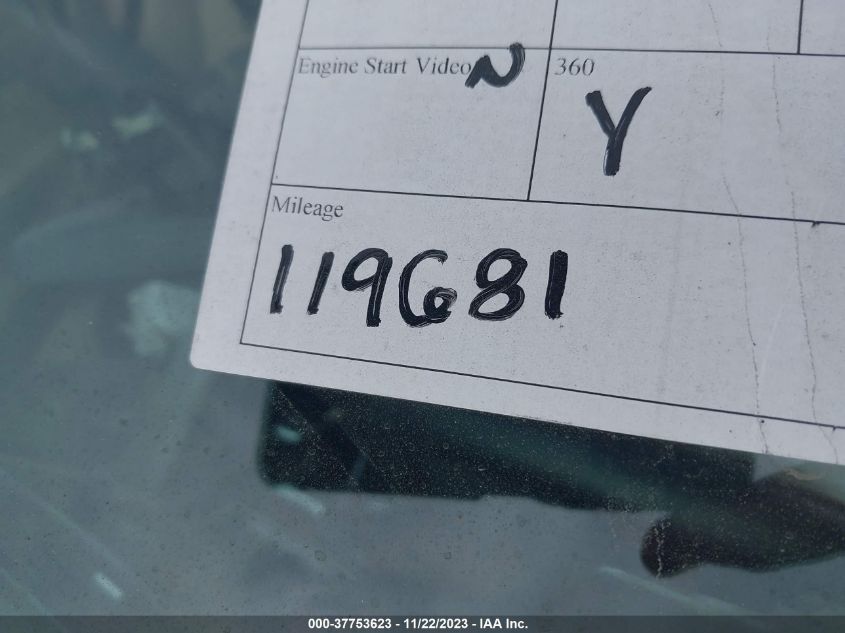 Engine Start Video N 360
Y
Mileage
119681
000-37753623 - 11/22/2023 - IAA Inc.